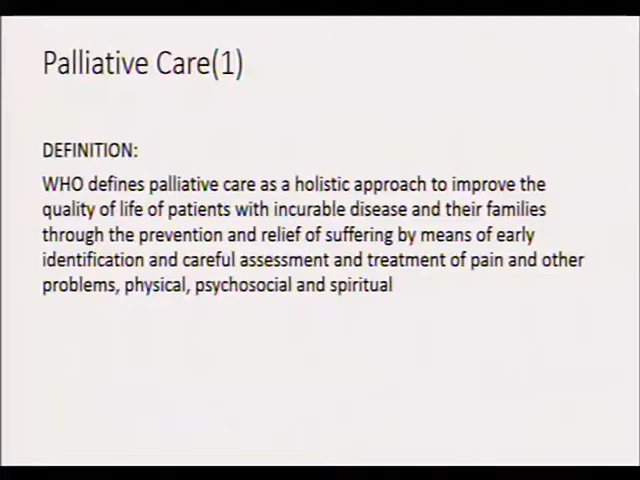 Palliative Care(1)
DEFINITION:
WHO defines palliative care as a holistic approach to improve the
quality of life of patients with incurable disease and their families
through the prevention and relief of suffering by means of early
identification and careful assessment and treatment of pain and other
problems, physical, psychosocial and spiritual